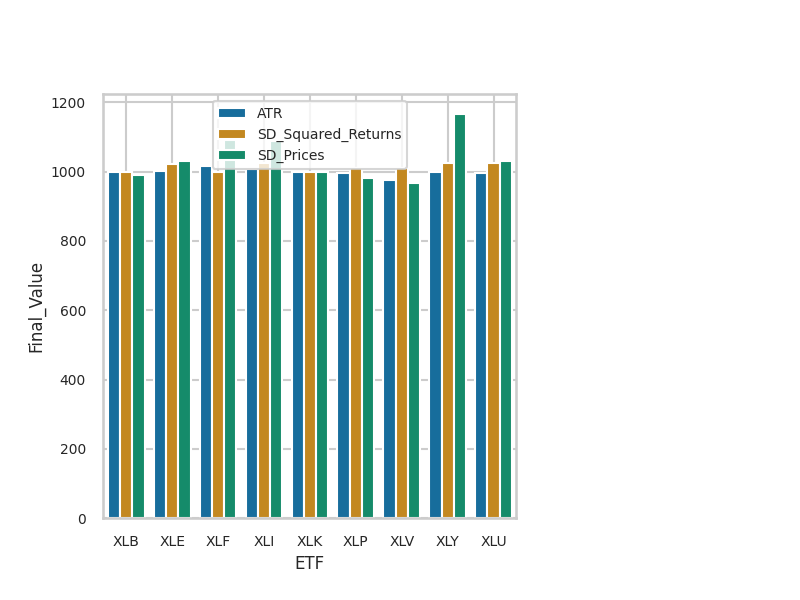 1200
1000
800
600
400
200
0
Final_Value
ATR
SD_Squared_Returns
SD_Prices
XLB XLE XLF XLI XLK XLP XLV XLY XLU
ETF